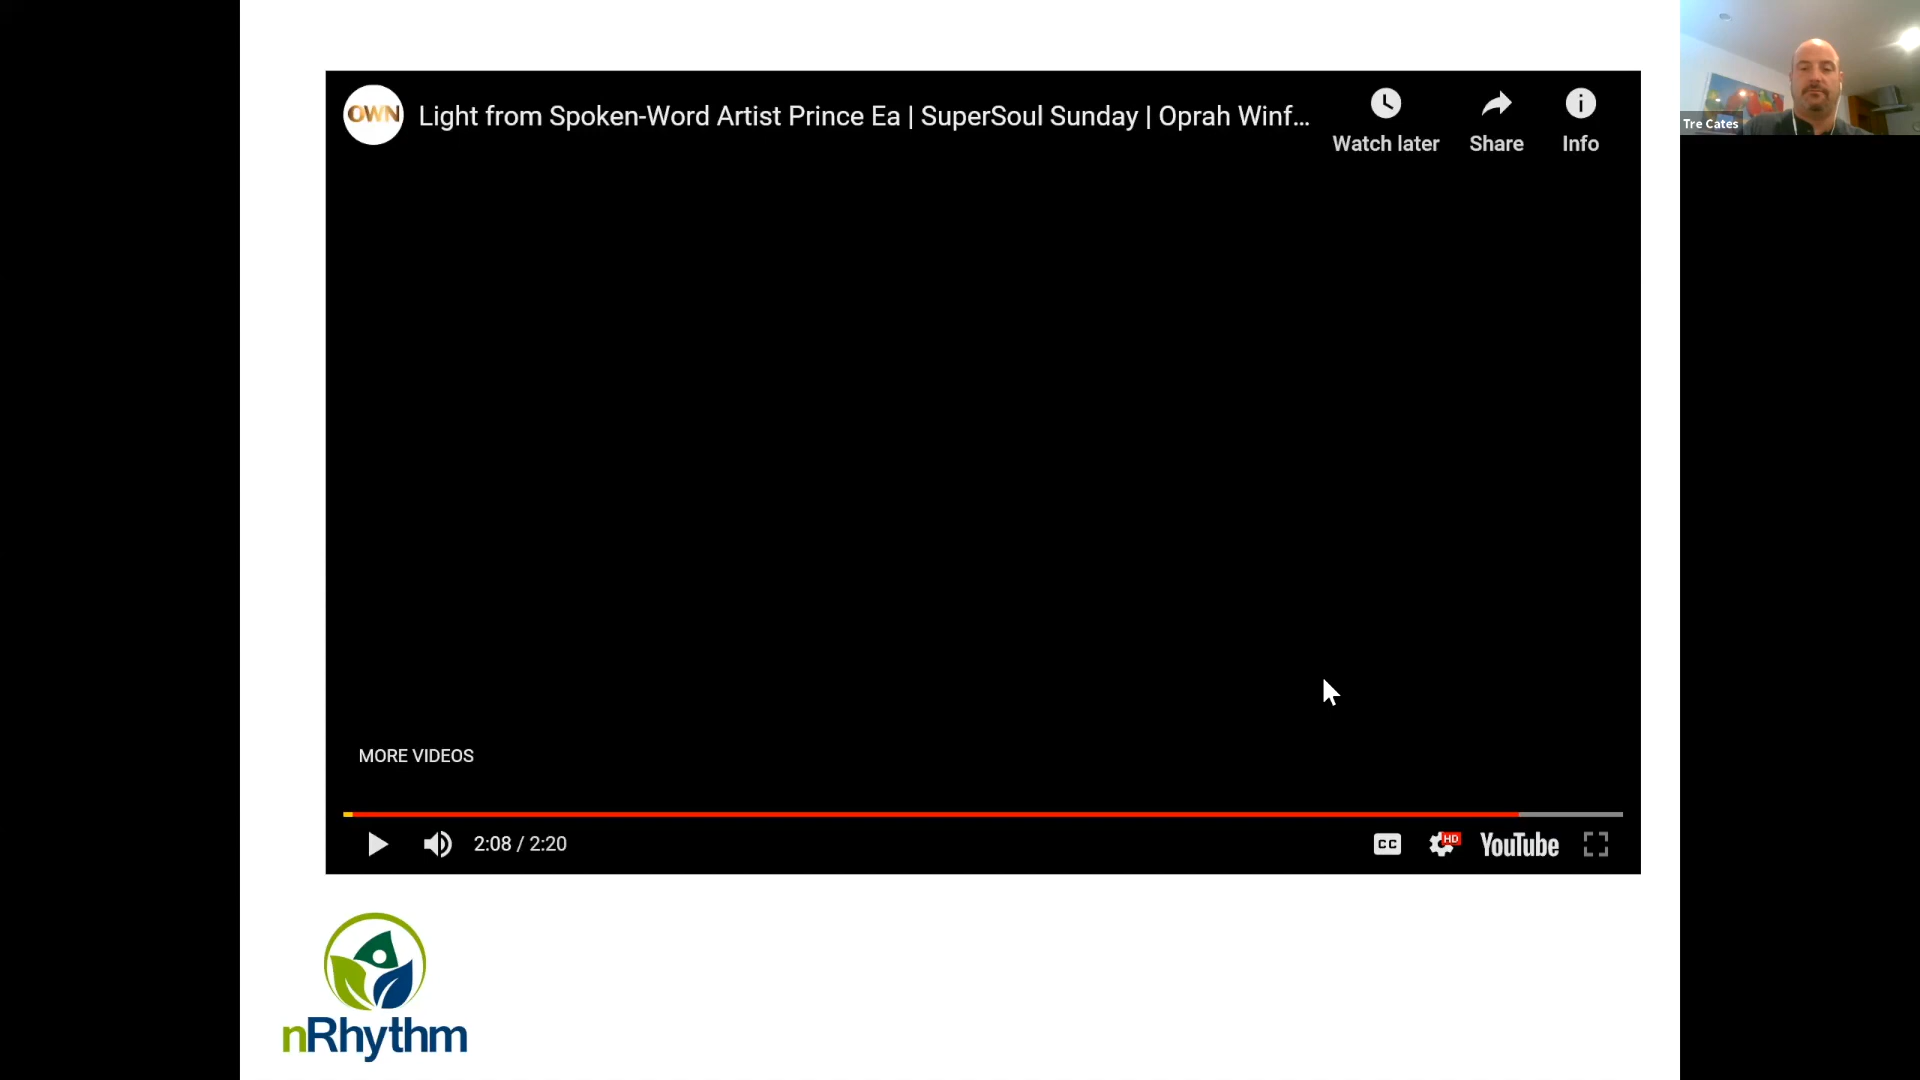 OWN
Light from Spoken-Word Artist Prince Ea | SuperSoul Sunday | Oprah Winf...
Watch later
Share
Info
Tre Cates
MORE VIDEOS
2:08 / 2:20
CC
HD
YouTube
nRhythm